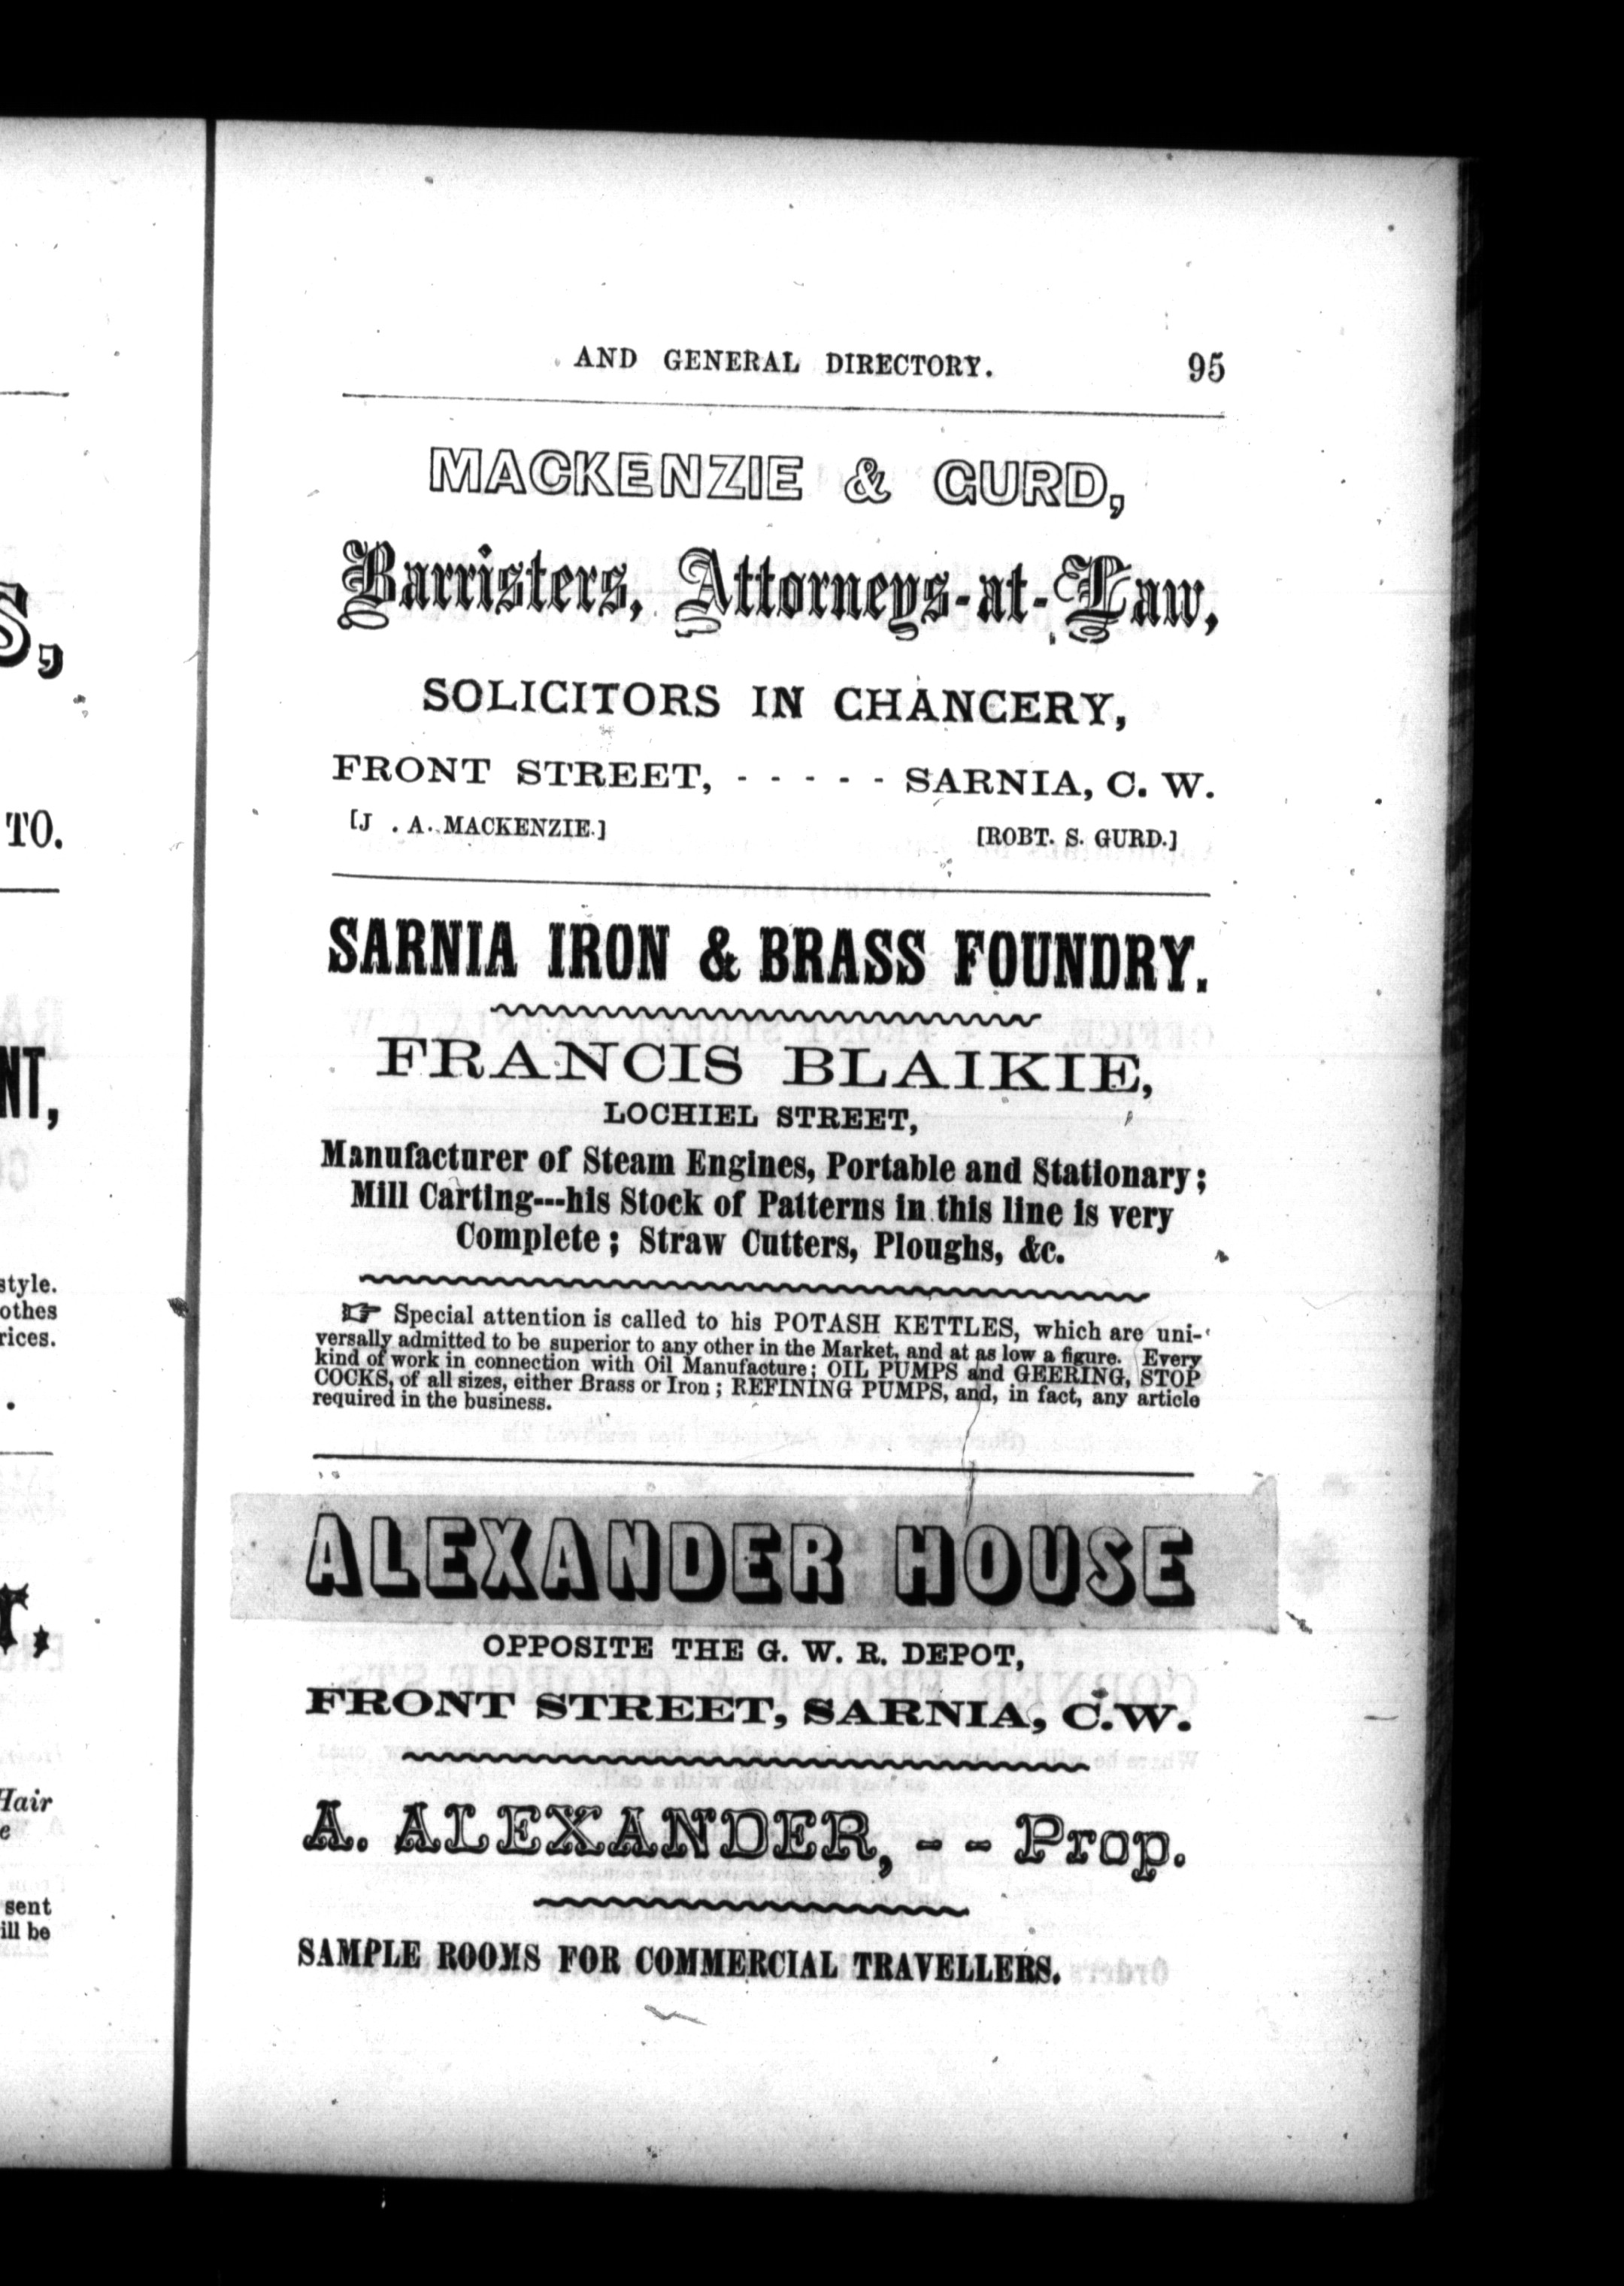 S,
TO.
NT,
style.
othes
rices.
r,
Hair
e
sent
ill be
AND GENERAL DIRECTORY. 95
MACKENZIE & GURD,
Barristers, Attorneys-at-Law,
SOLICITORS IN CHANCERY,
FRONT STREET, - - - - - SARNIA, C. W.
[J . A. MACKENZIE.] [ROBT. S. GURD.]
SARNIA IRON & BRASS FOUNDRY.
FRANCIS BLAIKIE,
LOCHIEL STREET,
Manufacturer of Steam Engines, Portable and Stationary;
Mill Carting---his Stock of Patterns in this line is very
Complete; Straw Cutters, Ploughs, &c.
☞ Special attention is called to his POTASH KETTLES, which are uni-
versally admitted to be superior to any other in the Market, and at as low a figure. Every
kind of work in connection with Oil Manufacture; OIL PUMPS and GEERING, STOP
COCKS, of all sizes, either Brass or Iron; REFINING PUMPS, and, in fact, any article
required in the business.
ALEXANDER HOUSE
OPPOSITE THE G. W. R. DEPOT,
FRONT STREET, SARNIA, C.W.
A. ALEXANDER, - - Prop.
SAMPLE ROOMS FOR COMMERCIAL TRAVELLERS.